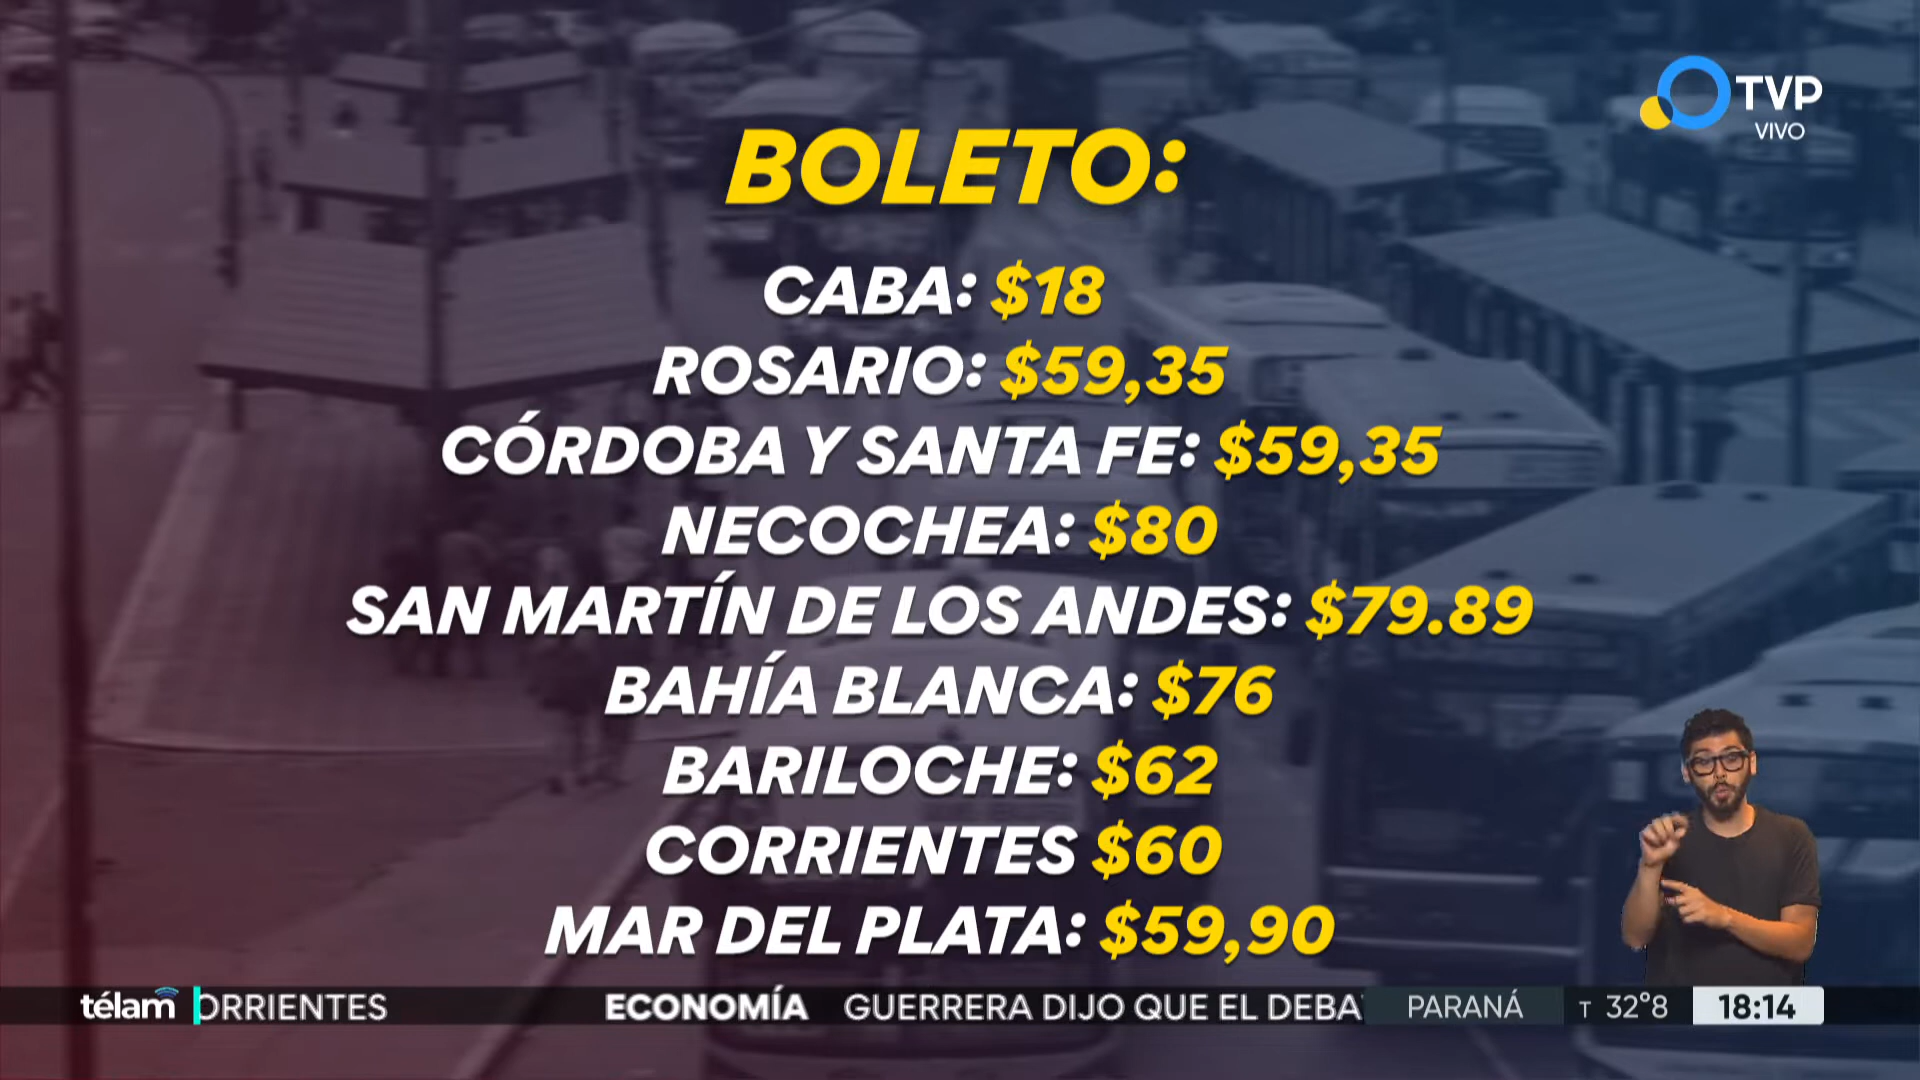 TVP
VIVO
BOLETO:
CABA: $18
ROSARIO: $59,35
CÓRDOBA Y SANTA FE: $59,35
NECOCHEA: $80
SAN MARTÍN DE LOS ANDES: $79.89
BAHÍA BLANCA: $76
BARILOCHE: $62
CORRIENTES $60
MAR DEL PLATA: $59,90
télam ORRIENTES ECONOMÍA GUERRERA DIJO QUE EL DEBA PARANÁ T 32°8 18:14